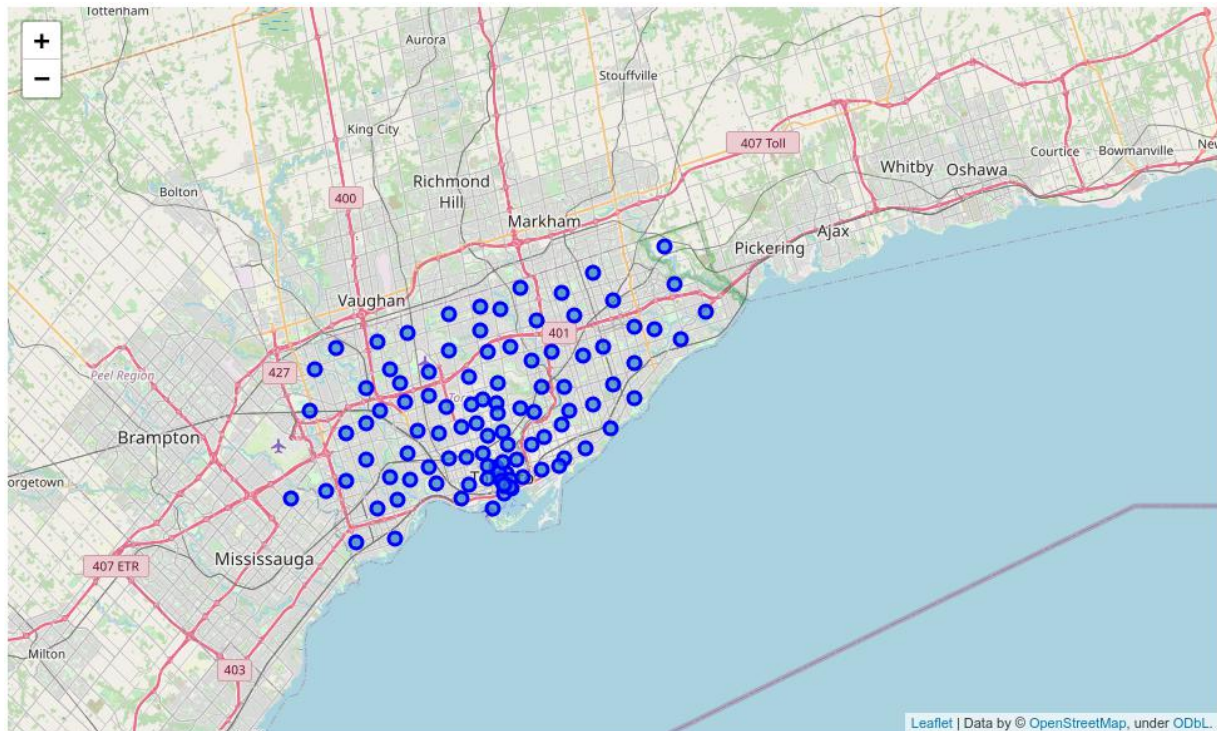 Tottenham
+
−
Aurora
Stouffville
King City
407 Toll
Courtice
Bowmanville
Whitby
Oshawa
Bolton
400
Richmond
Hill
Markham
Ajax
Pickering
Vaughan
401
427
Peel Region
Brampton
Mississauga
407 ETR
Milton
403
Leaflet | Data by © OpenStreetMap, under ODbL.